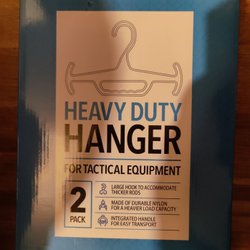 HEAVY DUTY
HANGER
FOR TACTICAL EQUIPMENT
2
PACK
LARGE HOOK TO ACCOMMODATE
THICKER RODS
MADE OF DURABLE NYLON
FOR A HEAVIER LOAD CAPACITY
INTEGRATED HANDLE
FOR EASY TRANSPORT